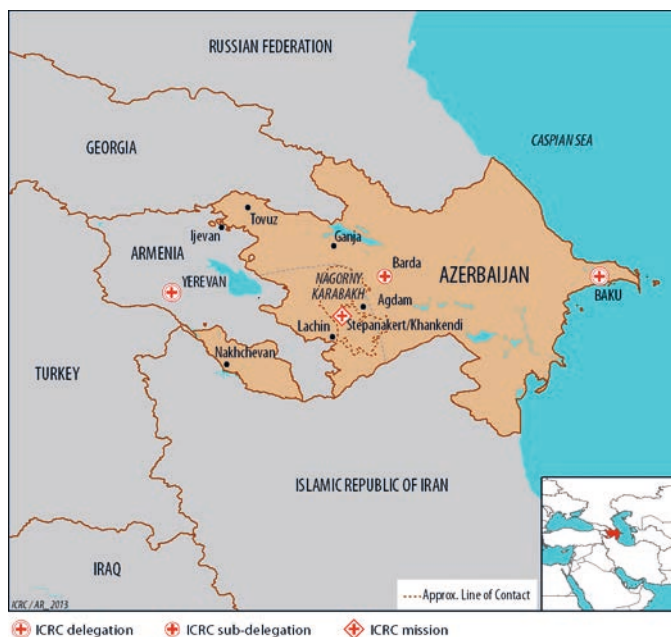 RUSSIAN FEDERATION
GEORGIA
CASPIAN SEA
Tovuz
Ijevan
Ganja
ARMENIA
Barda
AZERBAIJAN
YEREVAN
NAGORNY
KARABAKH
Agdam
BAKU
Stepanakert/Khankendi
Lachin
Nakhchevan
TURKEY
ISLAMIC REPUBLIC OF IRAN
IRAQ
Approx. Line of Contact
ICRC / AR_2013
ICRC delegation
ICRC sub-delegation
ICRC mission